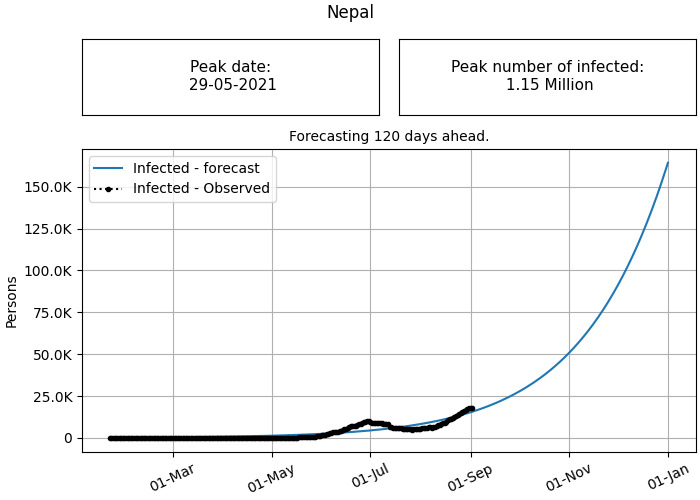 Nepal
Peak date:
29-05-2021
Peak number of infected:
1.15 Million
Forecasting 120 days ahead.
Infected - forecast
Infected - Observed
150.0K
125.0K
100.0K
75.0K
50.0K
25.0K
0
Persons
01-Mar
01-May
01-Jul
01-Sep
01-Nov
01-Jan